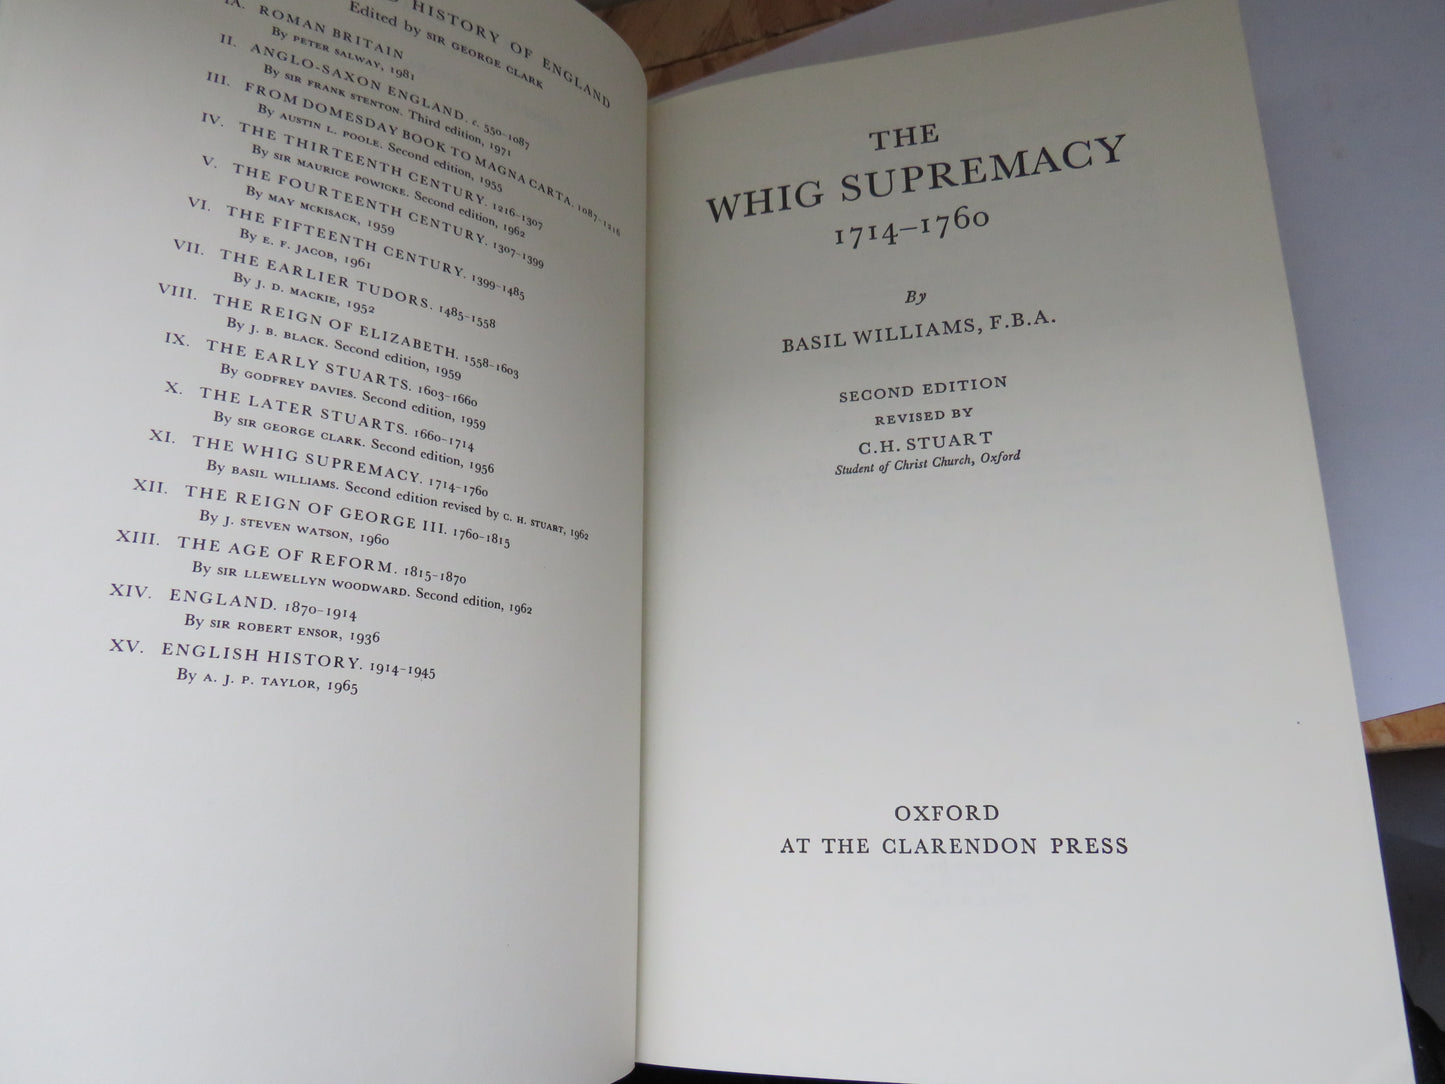 HISTORY OF ENGLAND
Edited by SIR GEORGE CLARK
IA. ROMAN BRITAIN
By PETER SALWAY, 1981
II. ANGLO-SAXON ENGLAND. c. 550–1087
By SIR FRANK STENTON. Third edition, 1971
III. FROM DOMESDAY BOOK TO MAGNA CARTA. 1087–1216
By AUSTIN L. POOLE. Second edition, 1955
IV. THE THIRTEENTH CENTURY. 1216–1307
By SIR MAURICE POWICKE. Second edition, 1962
V. THE FOURTEENTH CENTURY. 1307–1399
By MAY MCKISACK, 1959
VI. THE FIFTEENTH CENTURY. 1399–1485
By E. F. JACOB, 1961
VII. THE EARLIER TUDORS. 1485–1558
By J. D. MACKIE, 1952
VIII. THE REIGN OF ELIZABETH. 1558–1603
By J. B. BLACK. Second edition, 1959
IX. THE EARLY STUARTS. 1603–1660
By GODFREY DAVIES. Second edition, 1959
X. THE LATER STUARTS. 1660–1714
By SIR GEORGE CLARK. Second edition, 1956
XI. THE WHIG SUPREMACY. 1714–1760
By BASIL WILLIAMS. Second edition revised by C. H. STUART, 1962
XII. THE REIGN OF GEORGE III. 1760–1815
By J. STEVEN WATSON, 1960
XIII. THE AGE OF REFORM. 1815–1870
By SIR LLEWELLYN WOODWARD. Second edition, 1962
XIV. ENGLAND. 1870–1914
By SIR ROBERT ENSOR, 1936
XV. ENGLISH HISTORY. 1914–1945
By A. J. P. TAYLOR, 1965
THE
WHIG SUPREMACY
1714–1760
By
BASIL WILLIAMS, F.B.A.
SECOND EDITION
REVISED BY
C.H. STUART
Student of Christ Church, Oxford
OXFORD
AT THE CLARENDON PRESS